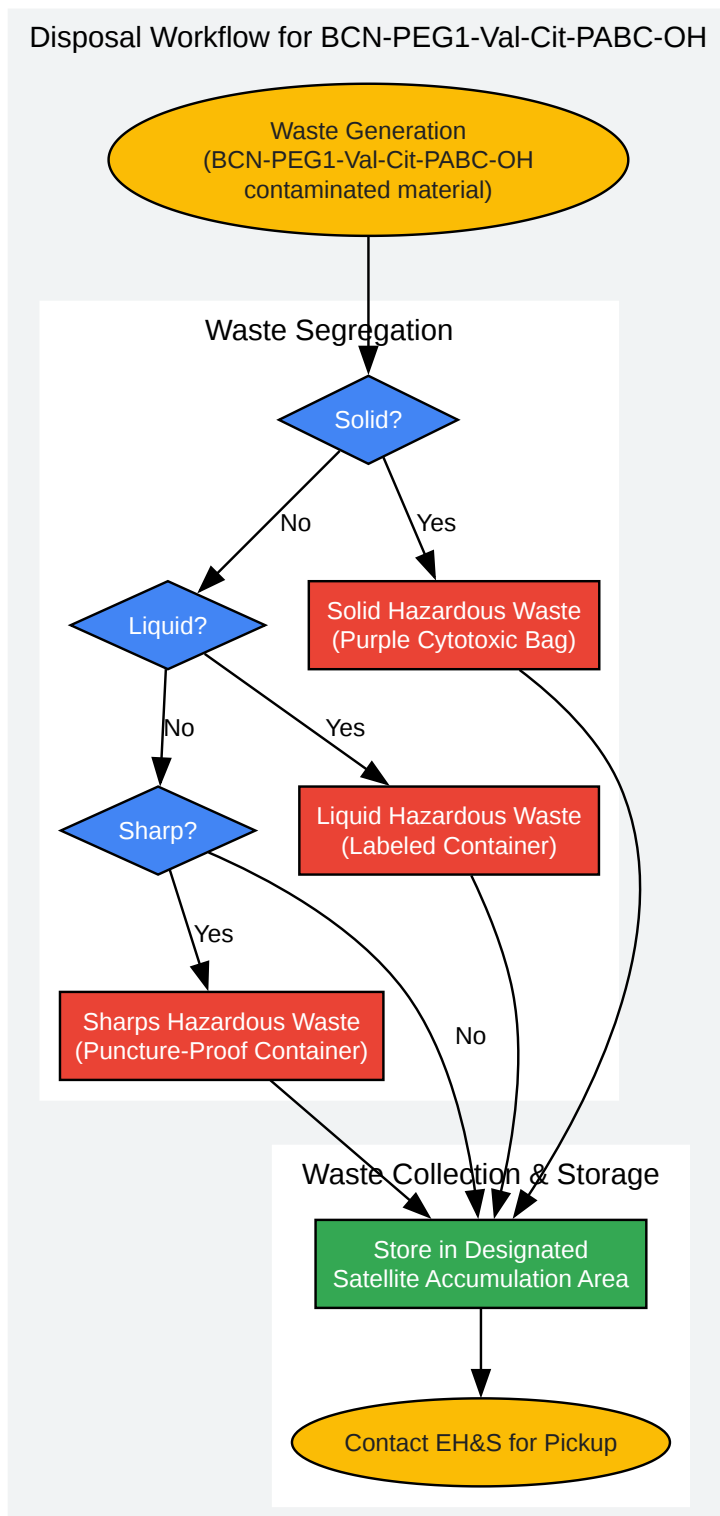 Disposal Workflow for BCN-PEG1-Val-Cit-PABC-OH
Waste Generation
(BCN-PEG1-Val-Cit-PABC-OH
contaminated material)
Waste Segregation
Solid?
No
Yes
Liquid?
Solid Hazardous Waste
(Purple Cytotoxic Bag)
No
Yes
Sharp?
Liquid Hazardous Waste
(Labeled Container)
Yes
Sharps Hazardous Waste
(Puncture-Proof Container)
No
Waste Collection & Storage
Store in Designated
Satellite Accumulation Area
Contact EH&S for Pickup